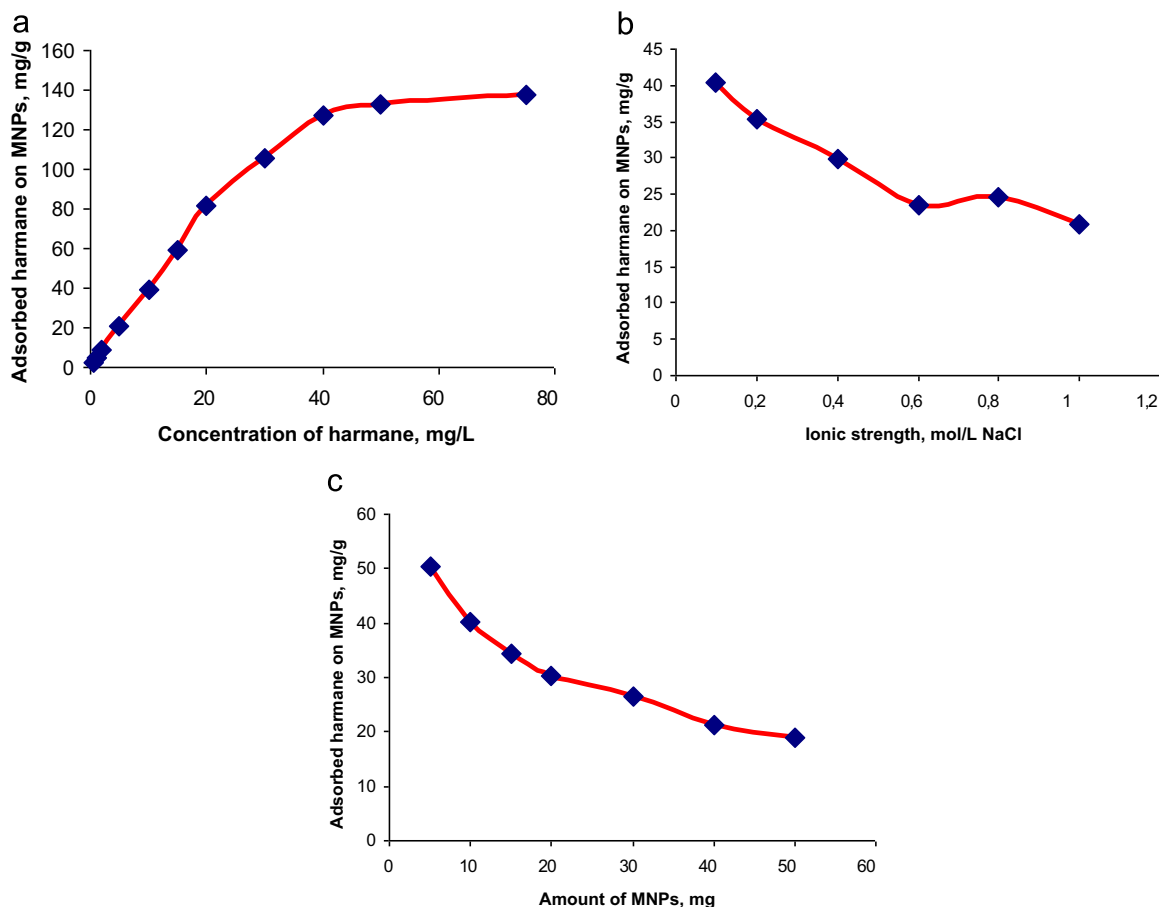 a
Adsorbed harmane on MNPs, mg/g
160
140
120
100
80
60
40
20
0
0 20 40 60 80
Concentration of harmane, mg/L
b
Adsorbed harmane on MNPs, mg/g
45
40
35
30
25
20
15
10
5
0
0 0,2 0,4 0,6 0,8 1 1,2
Ionic strength, mol/L NaCl
c
Adsorbed harmane on MNPs, mg/g
60
50
40
30
20
10
0
0 10 20 30 40 50 60
Amount of MNPs, mg